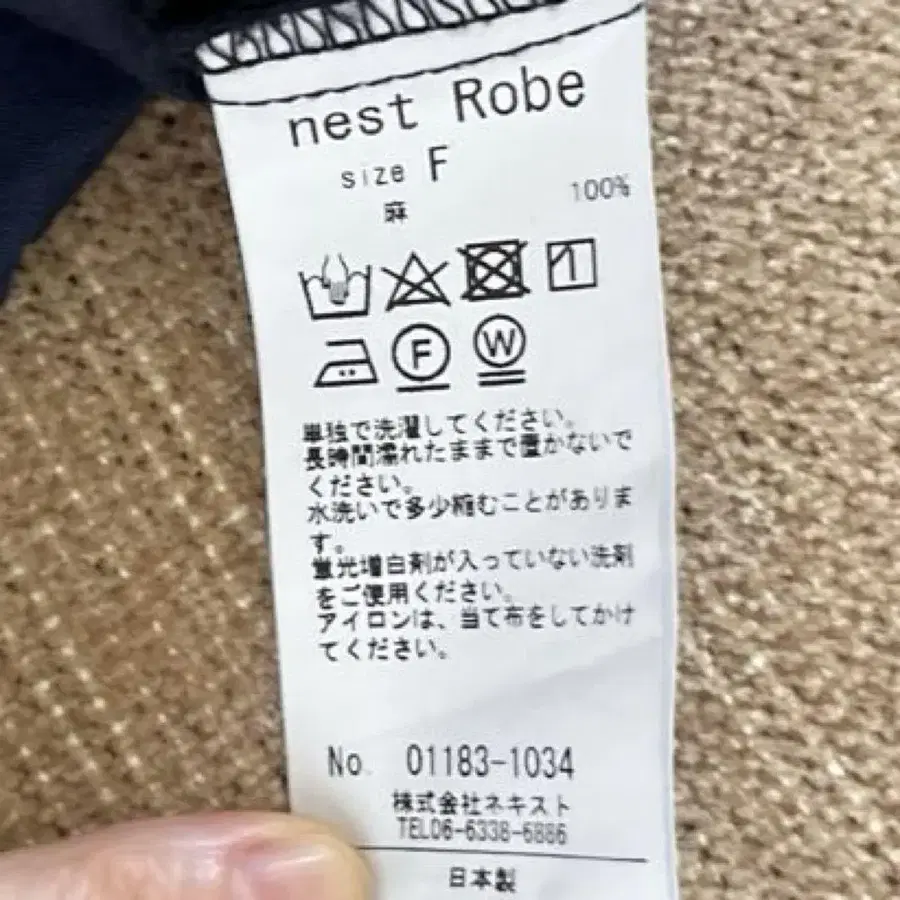 nest Robe
size F
麻 100%
F W
単独で洗濯してください。
長時間濡れたままで置かないで
ください。
水洗いで多少縮むことがありま
す。
蛍光増白剤が入っていない洗剤
をご使用ください。
アイロンは、当て布をしてかけ
てください。
No. 01183-1034
株式会社ネキスト
TEL06-6338-6886
日本製